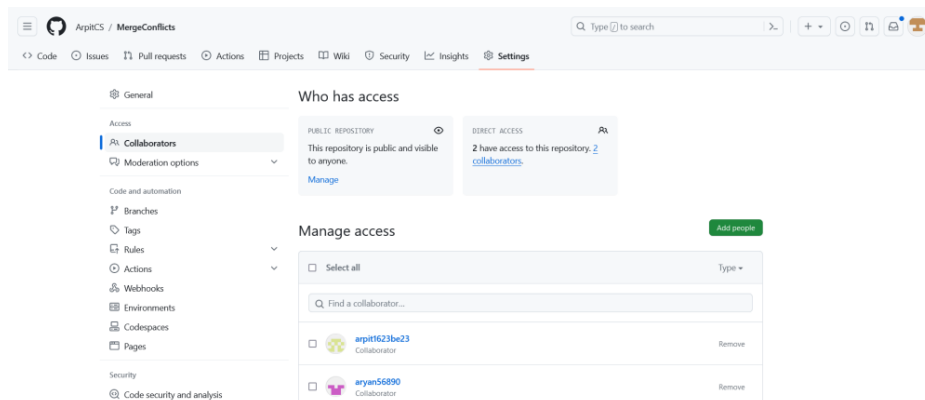 ArpitCS / MergeConflicts
Type / to search
Code Issues Pull requests Actions Projects Wiki Security Insights Settings
General
Access
Collaborators
Moderation options
Code and automation
Branches
Tags
Rules
Actions
Webhooks
Environments
Codespaces
Pages
Security
Code security and analysis
Who has access
PUBLIC REPOSITORY
This repository is public and visible
to anyone.
Manage
DIRECT ACCESS
2 have access to this repository. 2
collaborators.
Manage access
Add people
Select all
Type
Find a collaborator...
arpit1623be23
Collaborator
Remove
aryan56890
Collaborator
Remove